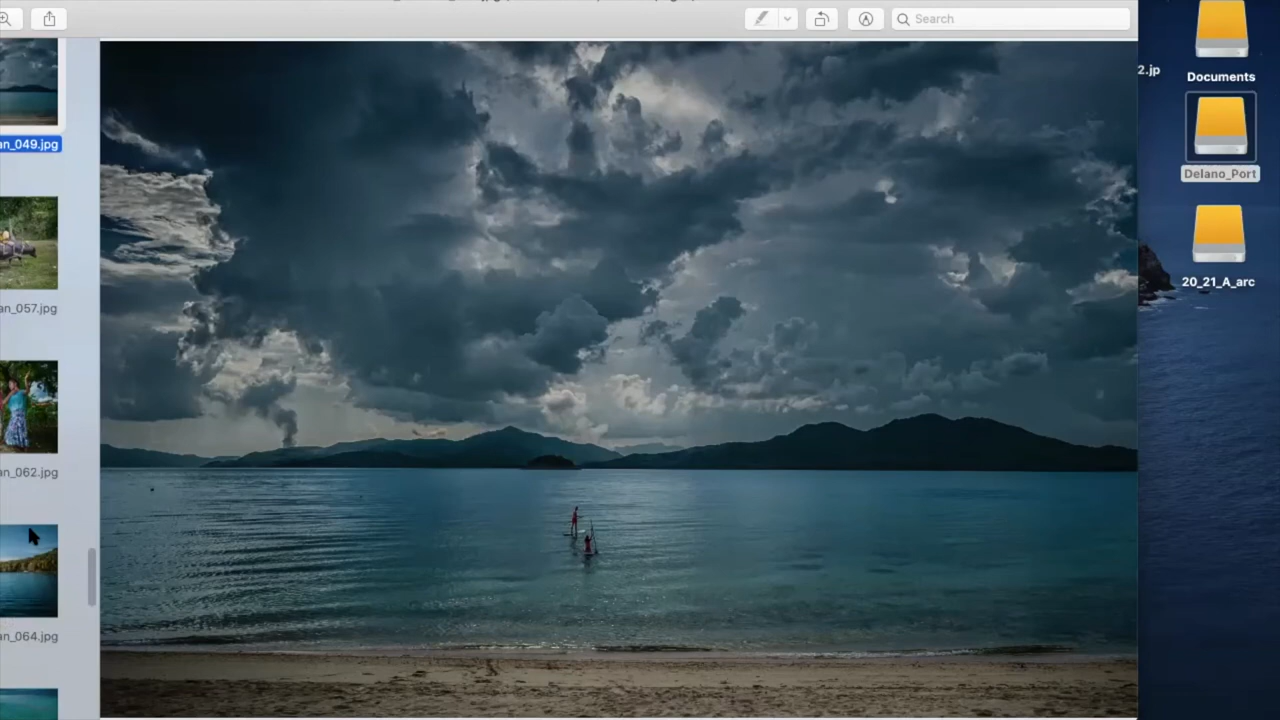 Search
2.jp
Documents
an_049.jpg
Delano_Port
20_21_A_arc
an_057.jpg
an_062.jpg
an_064.jpg